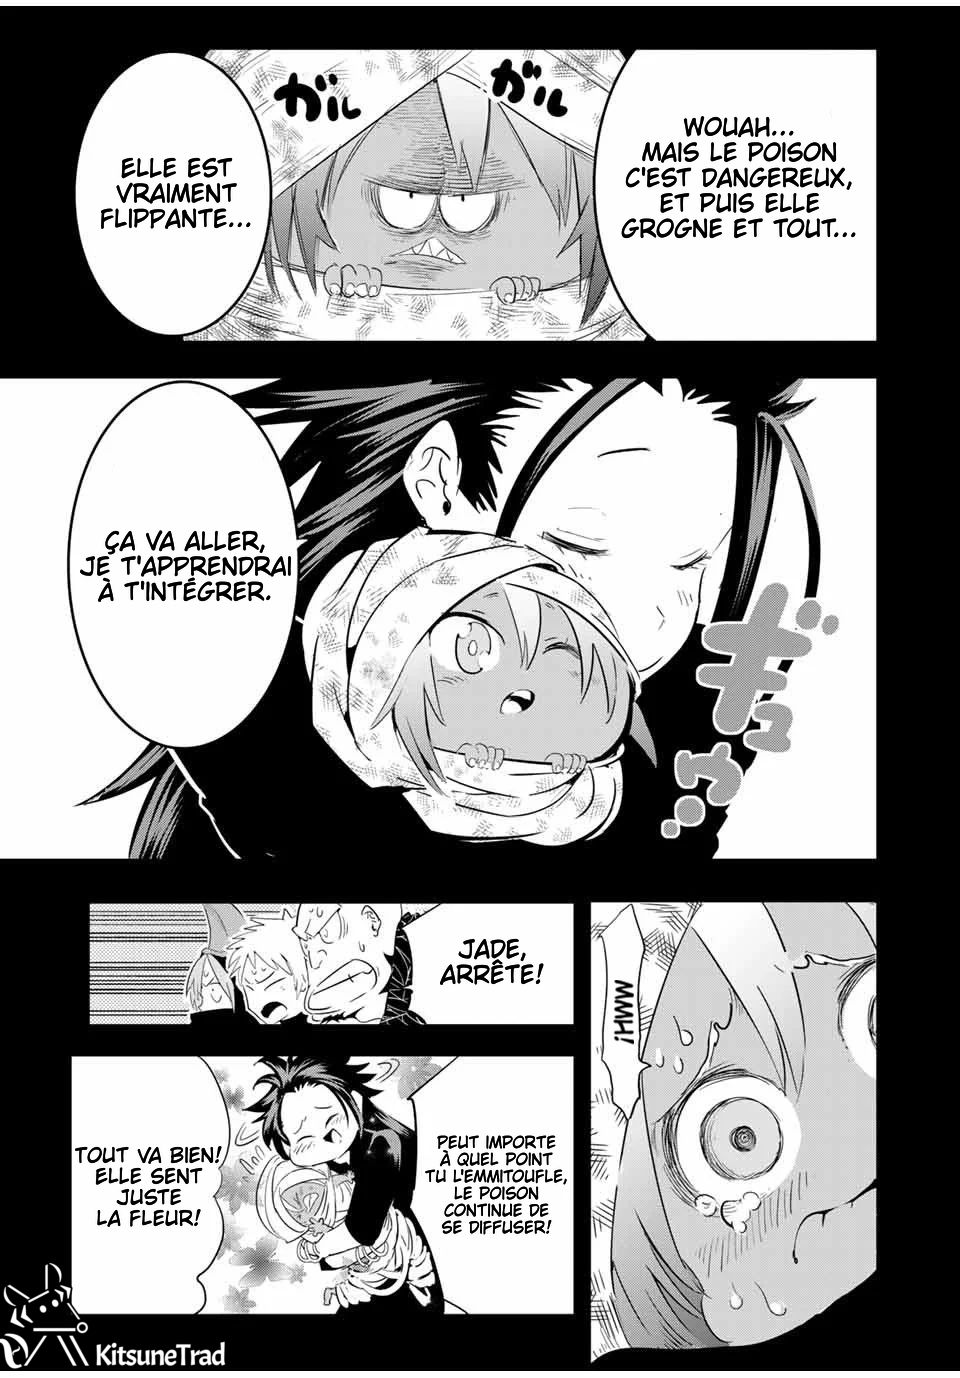 WOUAH...
MAIS LE POISON
C'EST DANGEREUX,
ET PUIS ELLE
GROGNE ET TOUT...
ガル
ガル
ELLE EST
VRAIMENT
FLIPPANTE...
ÇA VA ALLER,
JE T'APPRENDRAI
À T'INTÉGRER.
ギュウ
MMH!
JADE,
ARRÊTE!
PEUT IMPORTE
À QUEL POINT
TU L'EMMITOUFLE,
LE POISON
CONTINUE DE
SE DIFFUSER!
TOUT VA BIEN!
ELLE SENT
JUSTE
LA FLEUR!
KitsuneTrad